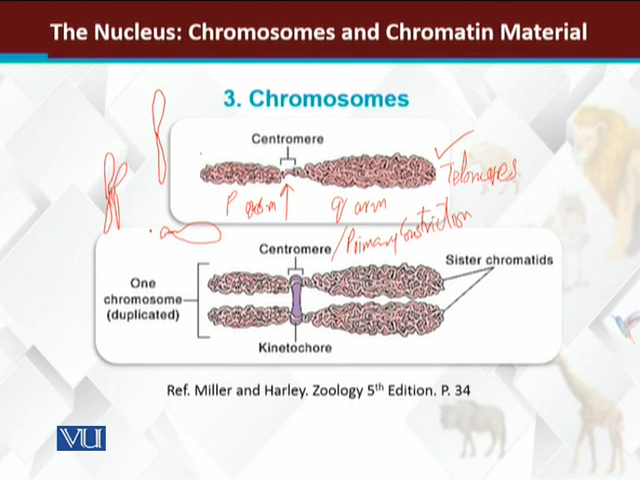 The Nucleus: Chromosomes and Chromatin Material
3. Chromosomes
Centromere
Telomeres
P arm
q arm
/Primary Constriction
Centromere
Sister chromatids
One
chromosome
(duplicated)
Kinetochore
Ref. Miller and Harley. Zoology 5th Edition. P. 34
VU